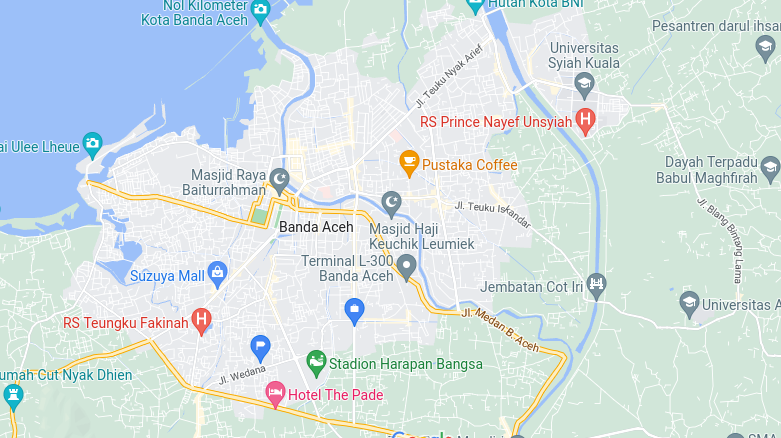 Nol Kilometer
Kota Banda Aceh
Hutan Kota BNI
Pesantren darul ihsan
Universitas
Syiah Kuala
Jl. Teuku Nyak Arief
RS Prince Nayef Unsyiah
ai Ulee Lheue
Pustaka Coffee
Dayah Terpadu
Babul Maghfirah
Masjid Raya
Baiturrahman
Jl. Teuku Iskandar
Jl. Blang Bintang Lama
Banda Aceh
Masjid Haji
Keuchik Leumiek
Terminal L-300
Banda Aceh
Suzuya Mall
Jembatan Cot Iri
Universitas A
RS Teungku Fakinah
Jl. Medan B. Aceh
Stadion Harapan Bangsa
umah Cut Nyak Dhien
Jl. Wedana
Hotel The Pade